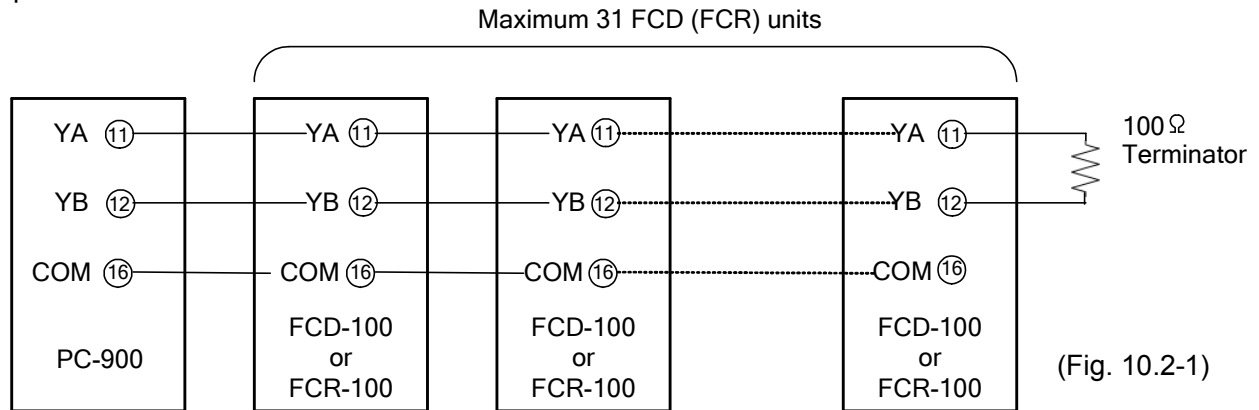 Maximum 31 FCD (FCR) units
YA ⑪ YA ⑪ YA ⑪ YA ⑪
100Ω
Terminator
YB ⑫ YB ⑫ YB ⑫ YB ⑫
COM ⑯ COM ⑯ COM ⑯ COM ⑯
PC-900
FCD-100
or
FCR-100
FCD-100
or
FCR-100
FCD-100
or
FCR-100
(Fig. 10.2-1)